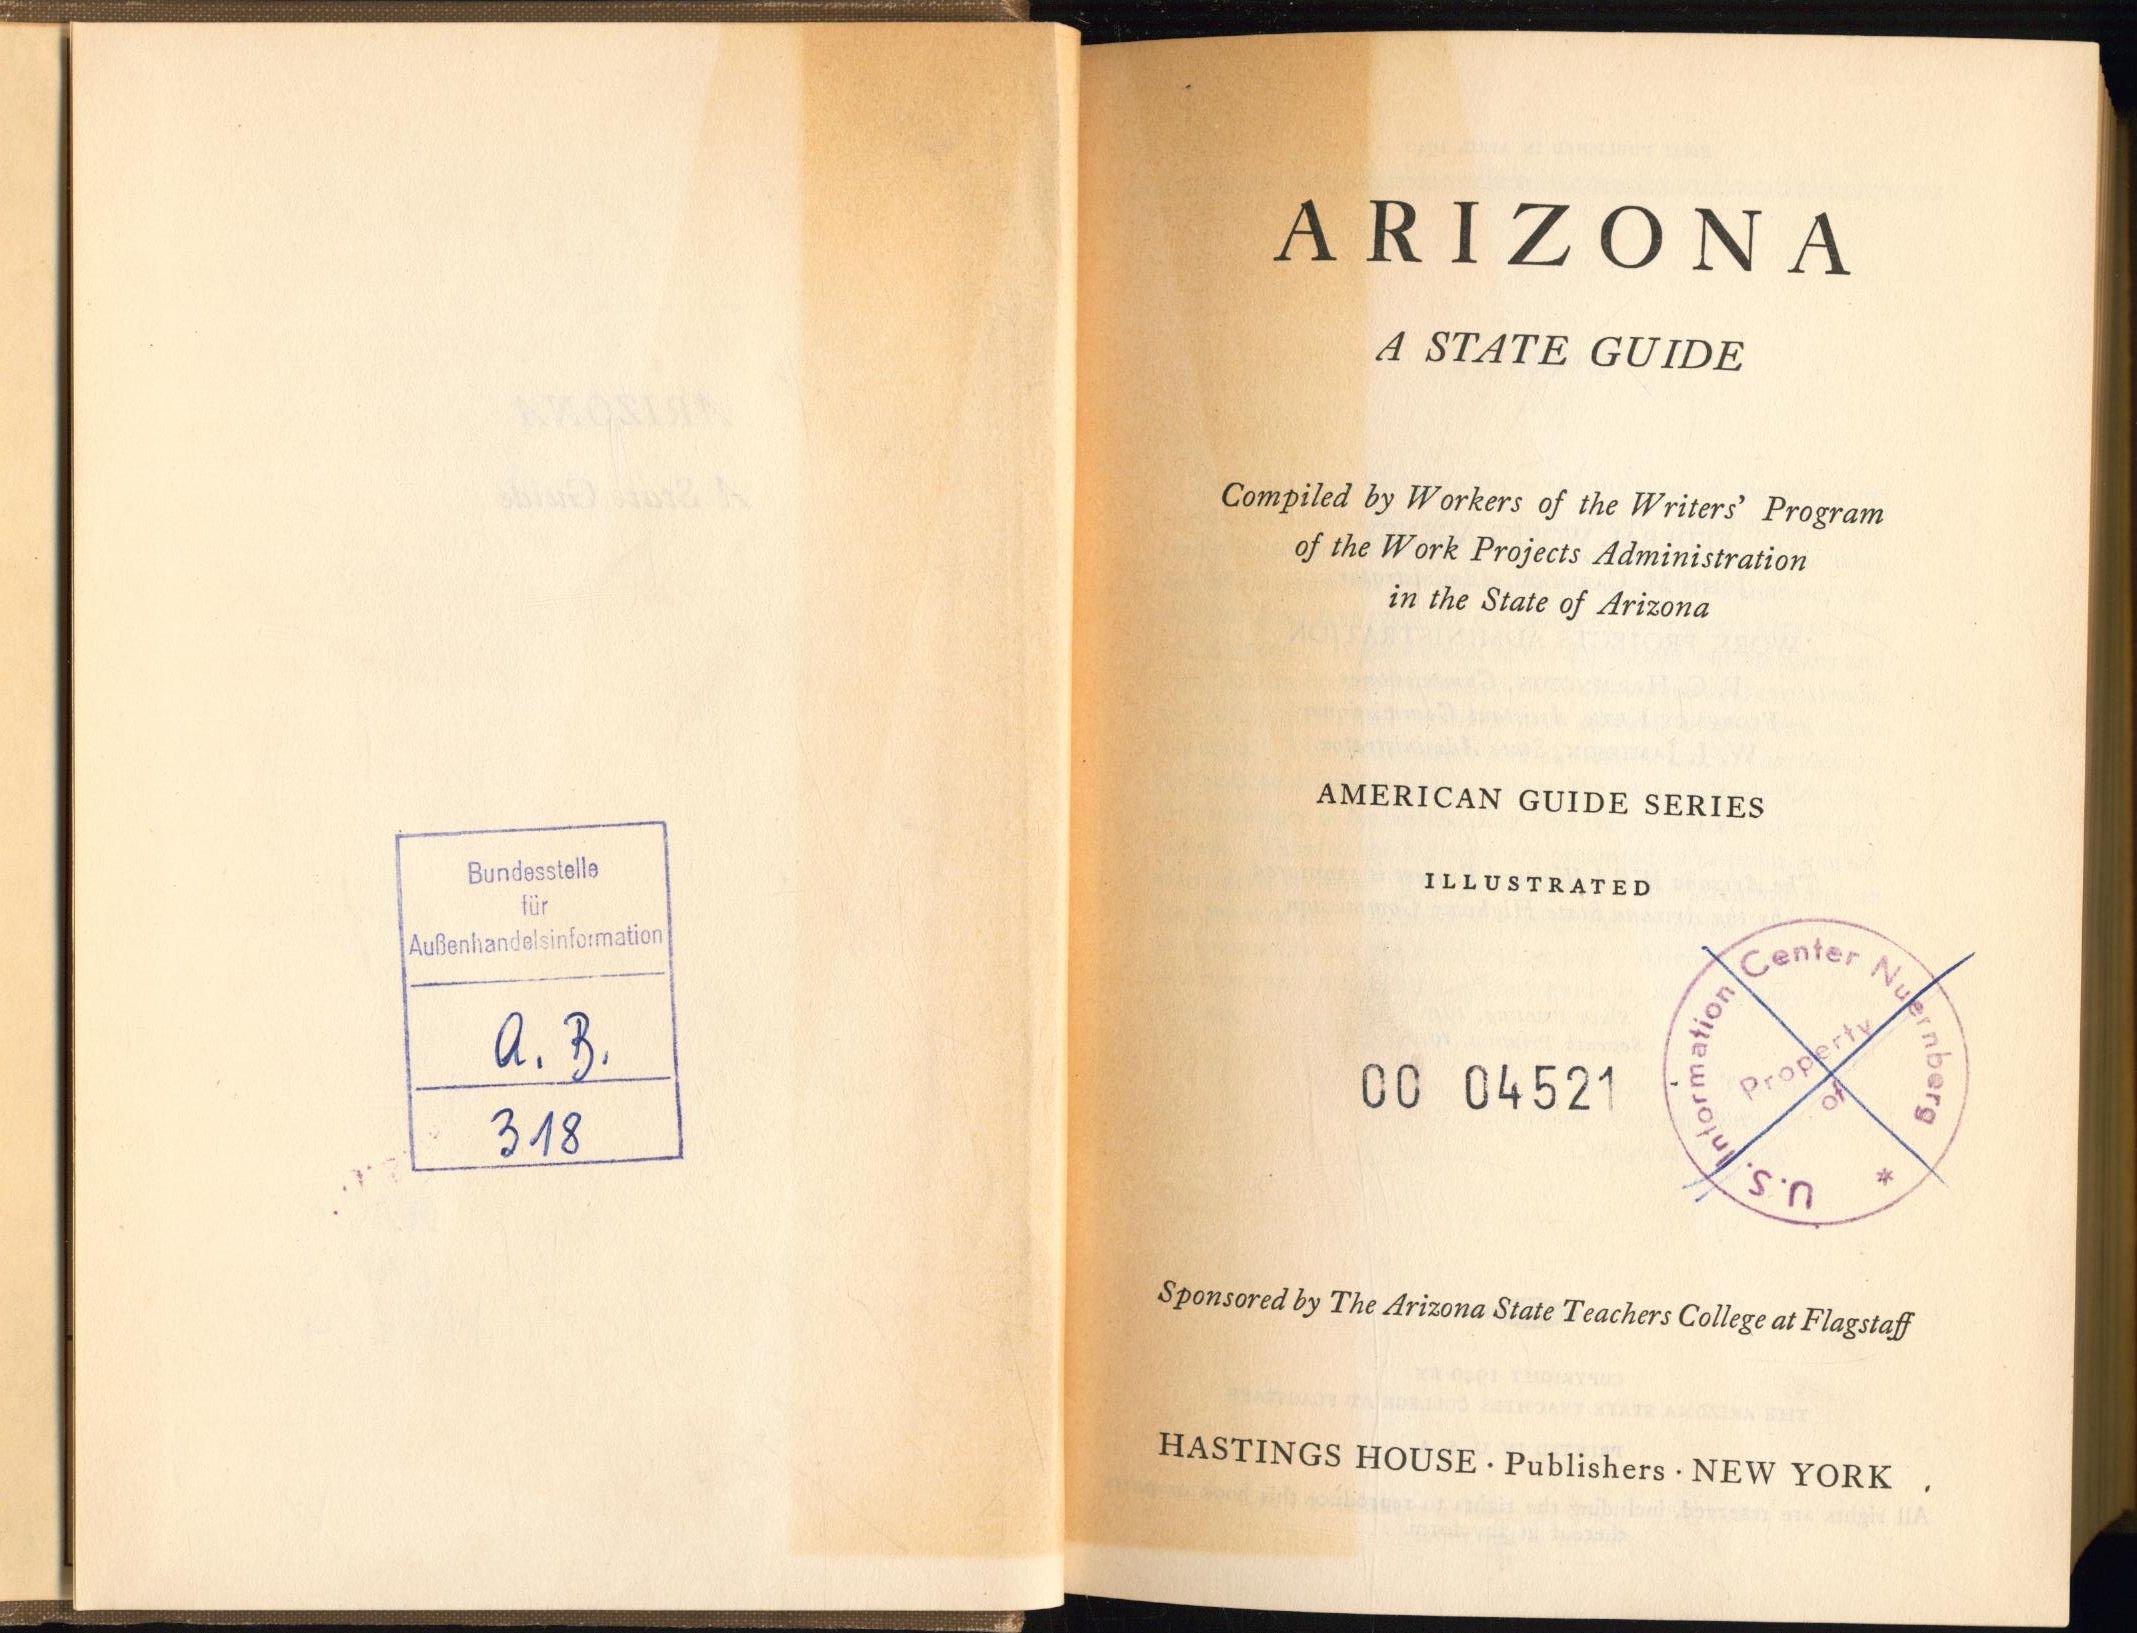 Bundesstelle
für
Außenhandelsinformation
A. B.
318
ARIZONA
A STATE GUIDE
Compiled by Workers of the Writers’ Program
of the Work Projects Administration
in the State of Arizona
AMERICAN GUIDE SERIES
ILLUSTRATED
00 04521
U.S. Information Center Nuernberg *
Property
of
Sponsored by The Arizona State Teachers College at Flagstaff
HASTINGS HOUSE · Publishers · NEW YORK